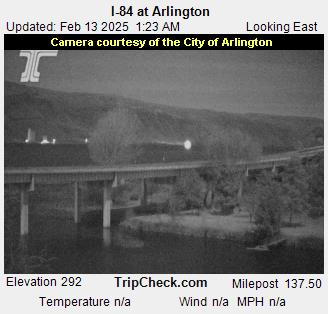 I-84 at Arlington
Updated: Feb 13 2025 1:23 AM Looking East
Camera courtesy of the City of Arlington
Elevation 292 TripCheck.com Milepost 137.50
Temperature n/a Wind n/a MPH n/a